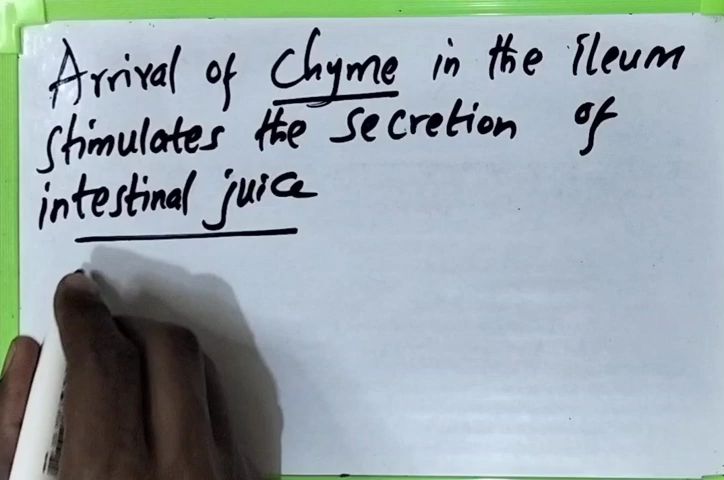 Arrival of Chyme in the ileum
stimulates the secretion of
intestinal juice